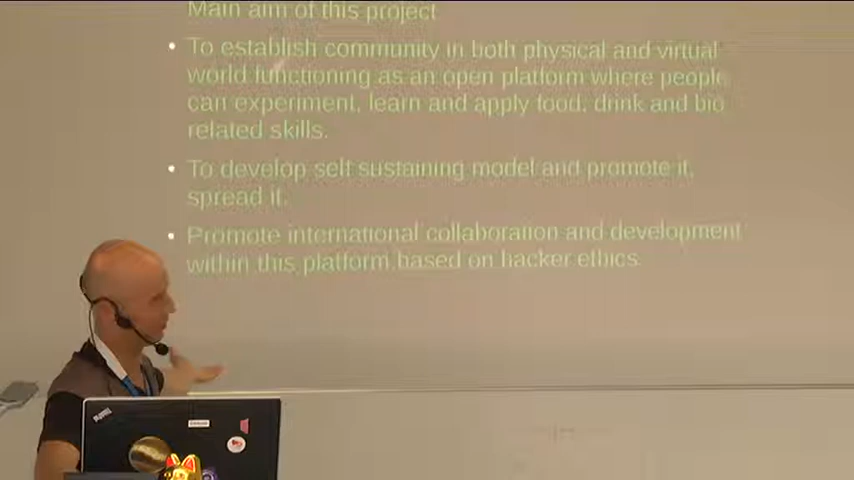 Main aim of this project
• To establish community in both physical and virtual
world functioning as an open platform where people
can experiment, learn and apply food, drink and bio
related skills.
• To develop self sustaining model and promote it,
spread it.
• Promote international collaboration and development
within this platform based on hacker ethics.